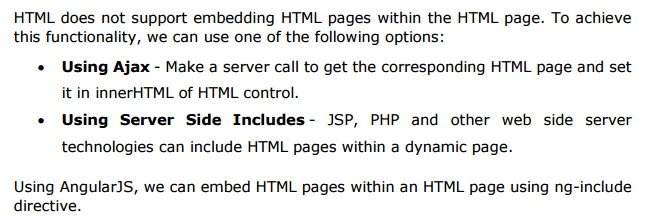 HTML does not support embedding HTML pages within the HTML page. To achieve
this functionality, we can use one of the following options:
• Using Ajax - Make a server call to get the corresponding HTML page and set
it in innerHTML of HTML control.
• Using Server Side Includes - JSP, PHP and other web side server
technologies can include HTML pages within a dynamic page.
Using AngularJS, we can embed HTML pages within an HTML page using ng-include
directive.